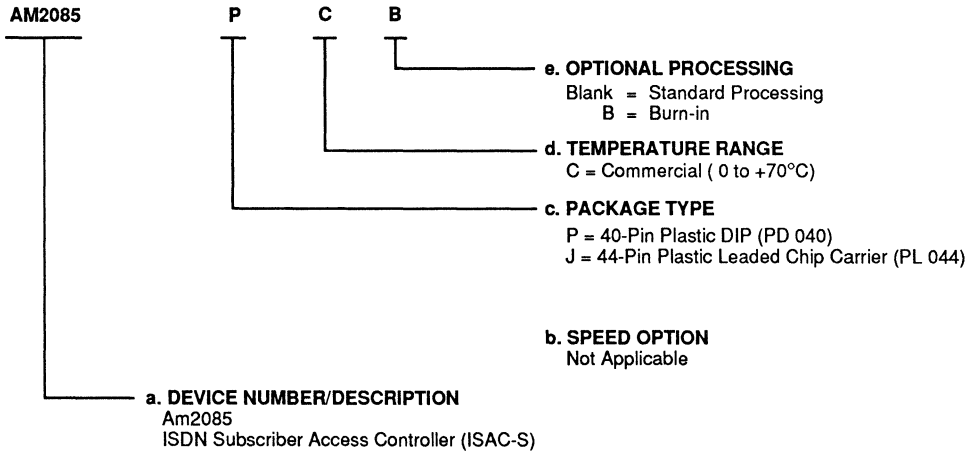 AM2085 P C B
e. OPTIONAL PROCESSING
Blank = Standard Processing
B = Burn-in
d. TEMPERATURE RANGE
C = Commercial ( 0 to +70°C)
c. PACKAGE TYPE
P = 40-Pin Plastic DIP (PD 040)
J = 44-Pin Plastic Leaded Chip Carrier (PL 044)
b. SPEED OPTION
Not Applicable
a. DEVICE NUMBER/DESCRIPTION
Am2085
ISDN Subscriber Access Controller (ISAC-S)